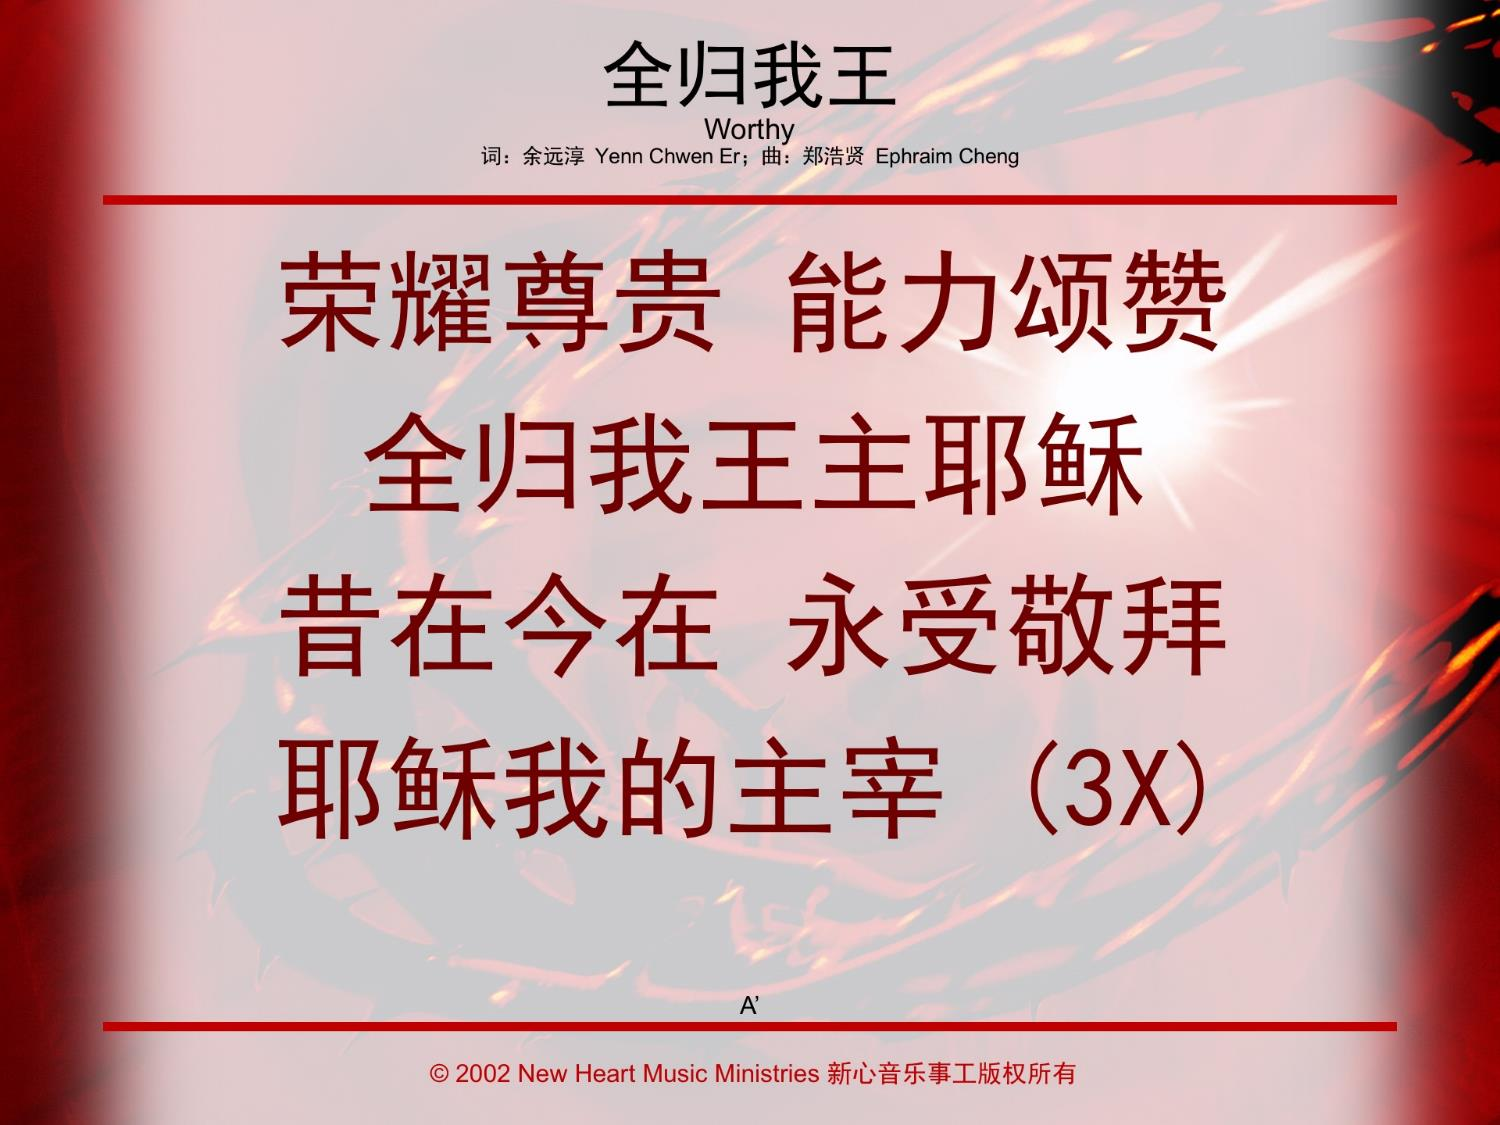 全归我王
Worthy
词：余远淳 Yenn Chwen Er；曲：郑浩贤 Ephraim Cheng
荣耀尊贵 能力颂赞
全归我王主耶稣
昔在今在 永受敬拜
耶稣我的主宰 (3X)
A’
© 2002 New Heart Music Ministries 新心音乐事工版权所有